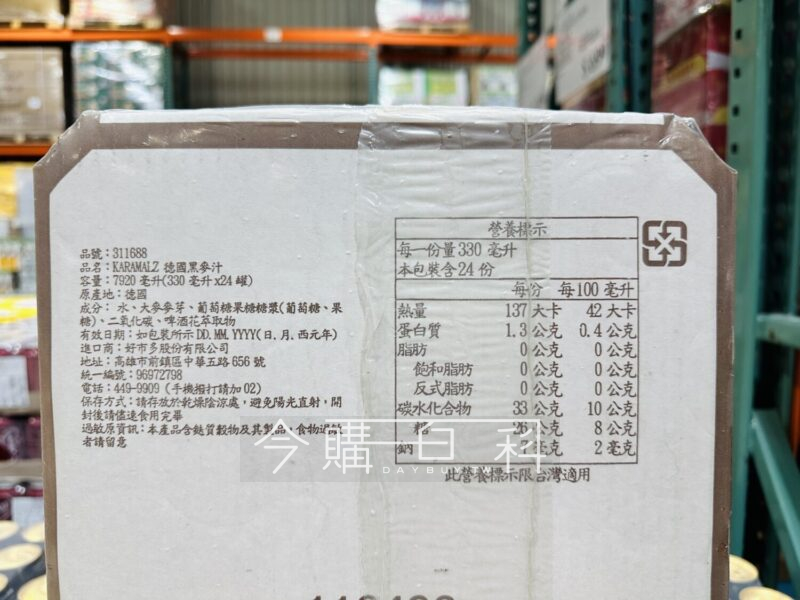 品號：311688
品名：KARAMALZ 德國黑麥汁
容量：7920 毫升(330 毫升 x24 罐)
原產地：德國
成分： 水、大麥麥芽、葡萄糖果糖糖漿(葡萄糖、果
糖)、二氧化碳、啤酒花萃取物
有效日期：如包裝所示 DD. MM. YYYY(日. 月. 西元年)
進口商：好市多股份有限公司
地址：高雄市前鎮區中華五路 656 號
統一編號：96972798
電話：449-9909 (手機撥打請加 02)
保存方式：請存放於乾燥陰涼處，避免陽光直射，開
封後請儘速食用完畢
過敏原資訊：本產品含麩質穀物及其製品，食物過敏
者請留意
營養標示
每一份量 330 毫升
本包裝含 24 份
每份 每 100 毫升
熱量 137 大卡 42 大卡
蛋白質 1.3 公克 0.4 公克
脂肪 0 公克 0 公克
飽和脂肪 0 公克 0 公克
反式脂肪 0 公克 0 公克
碳水化合物 33 公克 10 公克
糖 26 公克 8 公克
鈉 7 毫克 2 毫克
此營養標示限台灣適用
今購百科